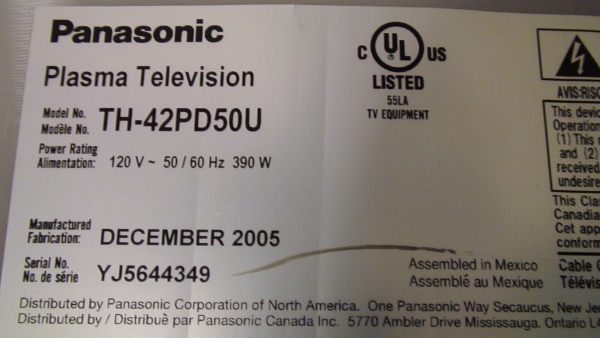 Panasonic
Plasma Television
Model No.
Modèle No. TH-42PD50U
Power Rating
Alimentation: 120 V ~ 50 / 60 Hz 390 W
Manufactured
Fabrication: DECEMBER 2005
Serial No.
No. de série YJ5644349
C UL US
LISTED
55LA
TV EQUIPMENT
Assembled in Mexico
Assemblé au Mexique
Distributed by Panasonic Corporation of North America. One Panasonic Way Secaucus, New Jer
Distributed by / Distribuè par Panasonic Canada Inc. 5770 Ambler Drive Mississauga. Ontario L4
AVIS:RISQ
This devic
Operation
(1) This d
and (2)
received
undesire
This Clas
Canadia
Cet app
conform
Cable
Télévis